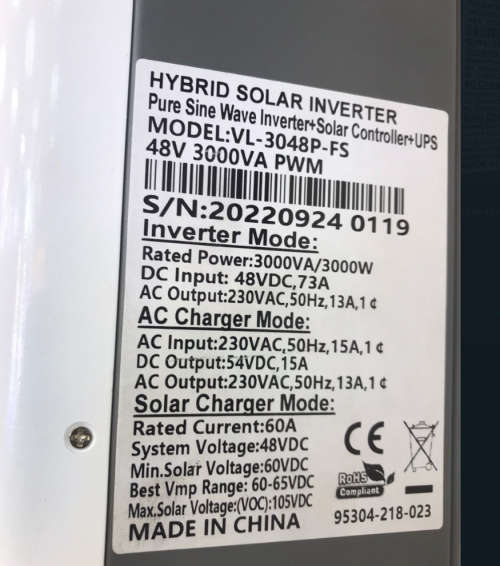 HYBRID SOLAR INVERTER
Pure Sine Wave Inverter+Solar Controller+UPS
MODEL:VL-3048P-FS
48V 3000VA PWM
S/N:20220924 0119
Inverter Mode:
Rated Power:3000VA/3000W
DC Input: 48VDC,73A
AC Output:230VAC,50Hz,13A,1 ¢
AC Charger Mode:
AC Input:230VAC,50Hz,15A,1 ¢
DC Output:54VDC,15A
AC Output:230VAC,50Hz,13A,1 ¢
Solar Charger Mode:
Rated Current:60A
System Voltage:48VDC
Min.Solar Voltage:60VDC
Best Vmp Range: 60-65VDC
Max.Solar Voltage:(VOC):105VDC
MADE IN CHINA
CE
RoHS
Compliant
95304-218-023